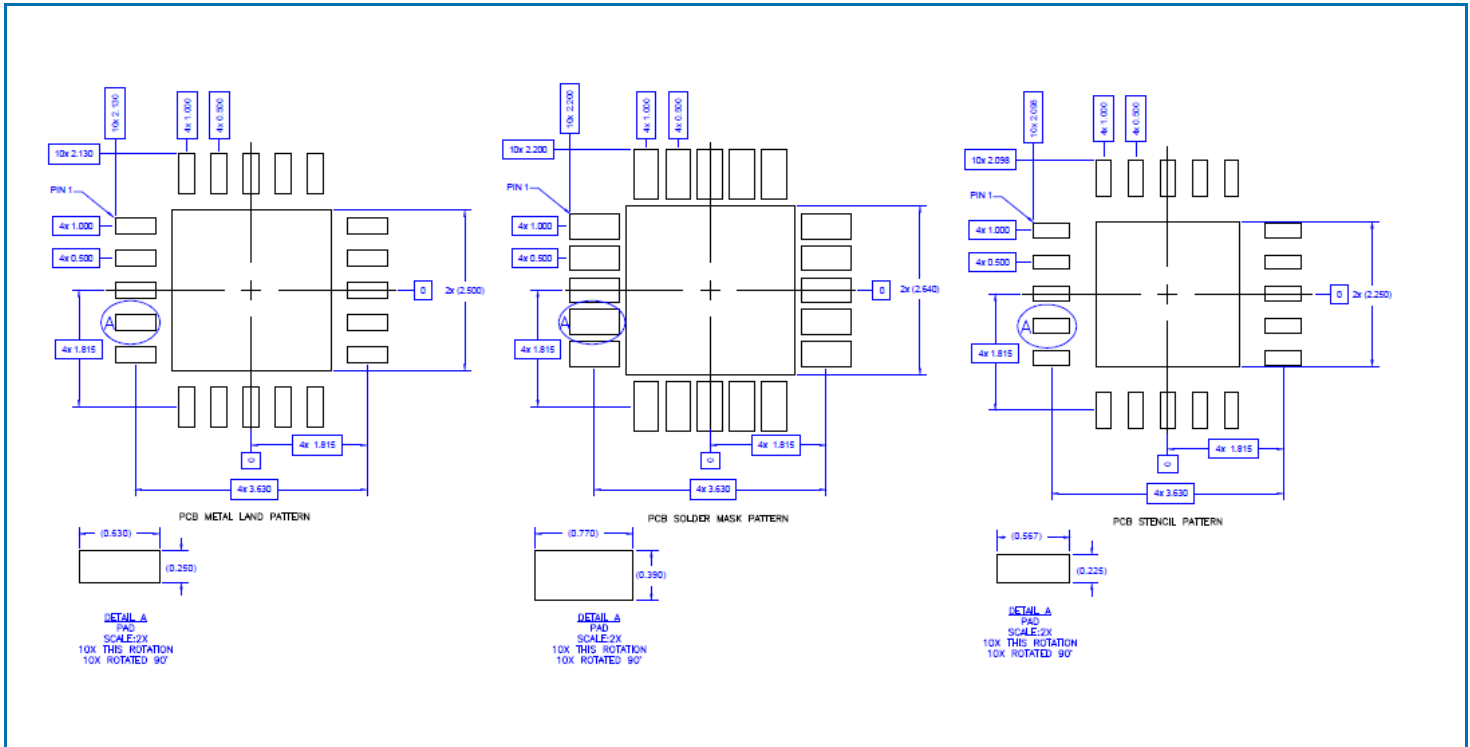 10x 2.130
4x 1.000
4x 0.500
10x 2.130
PIN 1
4x 1.000
4x 0.500
0
2x (2.500)
A
4x 1.815
4x 1.815
0
4x 3.630
PCB METAL LAND PATTERN
(0.630)
(0.250)
DETAIL A
PAD
SCALE:2X
10X THIS ROTATION
10X ROTATED 90°
10x 2.200
4x 1.000
4x 0.500
10x 2.200
PIN 1
4x 1.000
4x 0.500
0
2x (2.640)
A
4x 1.815
4x 1.815
0
4x 3.630
PCB SOLDER MASK PATTERN
(0.770)
(0.390)
DETAIL A
PAD
SCALE:2X
10X THIS ROTATION
10X ROTATED 90°
10x 2.098
4x 1.000
4x 0.500
10x 2.098
PIN 1
4x 1.000
4x 0.500
0
2x (2.250)
A
4x 1.815
4x 1.815
0
4x 3.630
PCB STENCIL PATTERN
(0.567)
(0.225)
DETAIL A
PAD
SCALE:2X
10X THIS ROTATION
10X ROTATED 90°